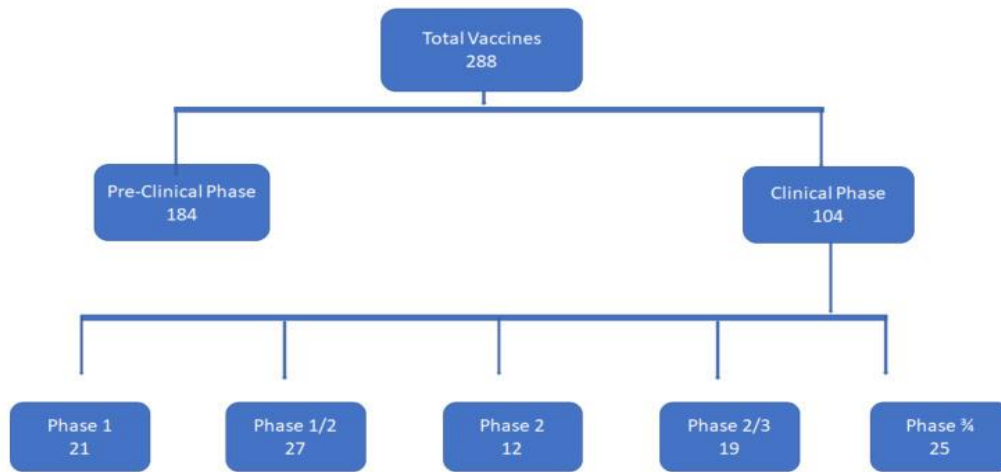 Total Vaccines
288
Pre-Clinical Phase
184
Clinical Phase
104
Phase 1
21
Phase 1/2
27
Phase 2
12
Phase 2/3
19
Phase ¾
25